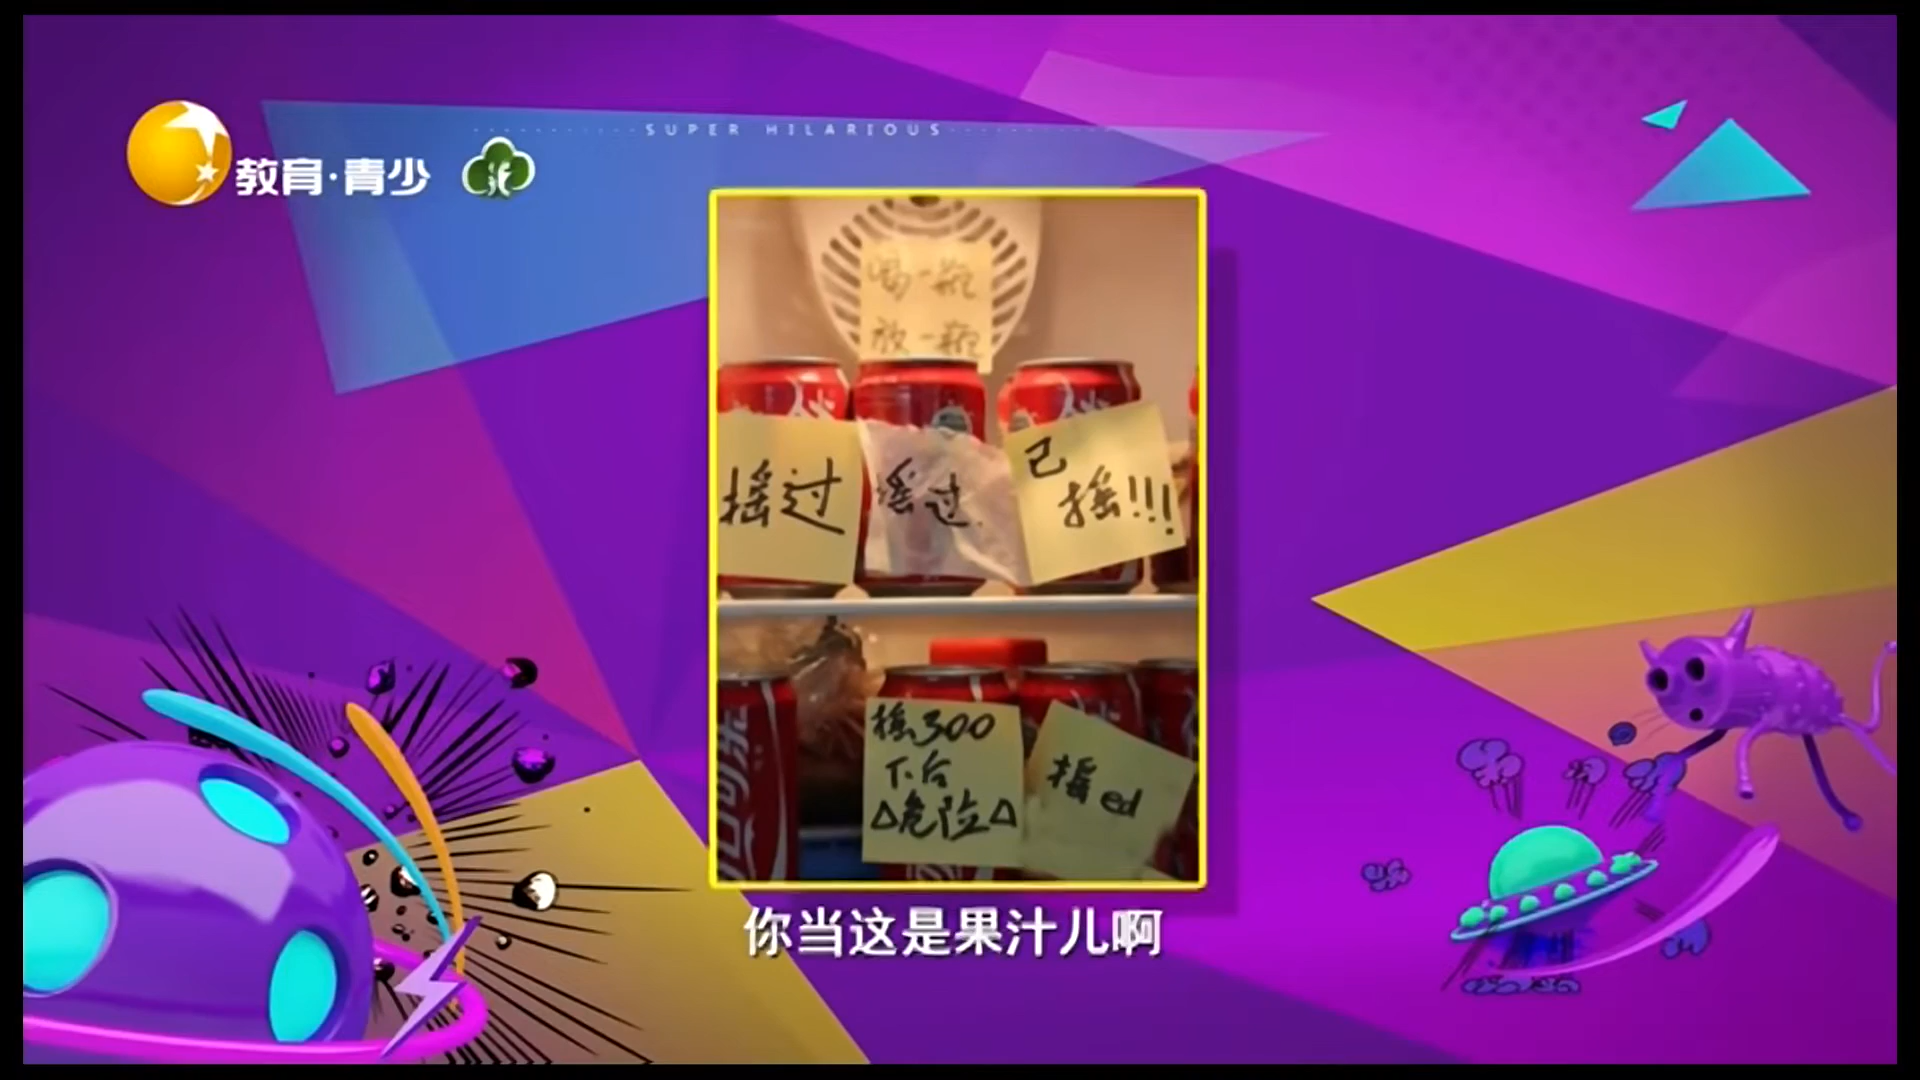 SUPER HILARIOUS
教育·青少
喝一瓶
放一瓶
摇过
摇过
已
摇!!!
摇300
下后
△危险△
摇ed
你当这是果汁儿啊